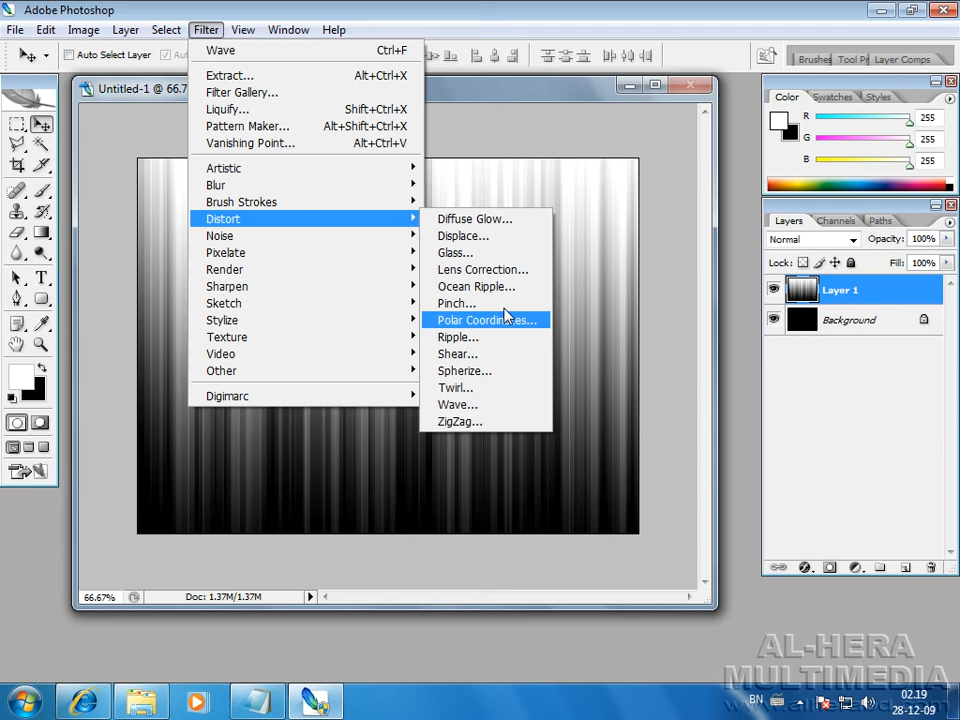 Adobe Photoshop
File Edit Image Layer Select Filter View Window Help
Auto Select Layer
Brushes Tool Pr Layer Comps
Untitled-1 @ 66.7
Wave Ctrl+F
Extract... Alt+Ctrl+X
Filter Gallery...
Liquify... Shift+Ctrl+X
Pattern Maker... Alt+Shift+Ctrl+X
Vanishing Point... Alt+Ctrl+V
Artistic
Blur
Brush Strokes
Distort
Noise
Pixelate
Render
Sharpen
Sketch
Stylize
Texture
Video
Other
Digimarc
Diffuse Glow...
Displace...
Glass...
Lens Correction...
Ocean Ripple...
Pinch...
Polar Coordinates...
Ripple...
Shear...
Spherize...
Twirl...
Wave...
ZigZag...
Color Swatches Styles
R 255
G 255
B 255
Layers Channels Paths
Normal Opacity: 100%
Lock: Fill: 100%
Layer 1
Background
66.67% Doc: 1.37M/1.37M
AL-HERA
MULTIMEDIA
BN 02.19
28-12-09